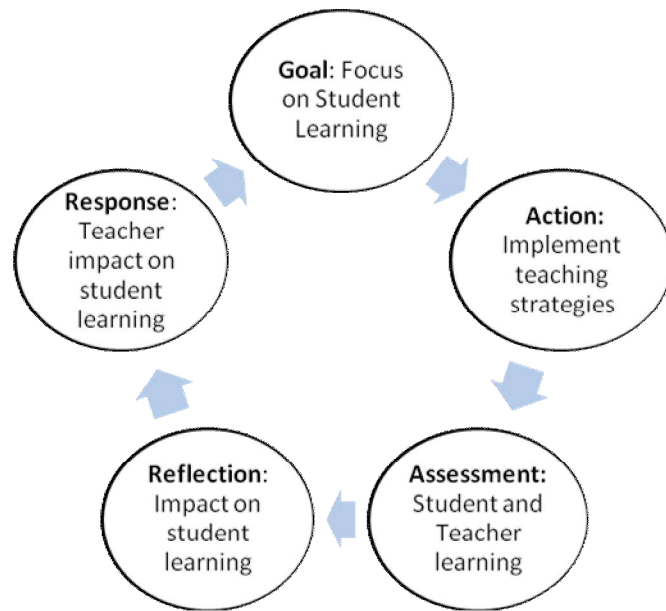 Goal: Focus
on Student
Learning
Action:
Implement
teaching
strategies
Assessment:
Student and
Teacher
learning
Reflection:
Impact on
student
learning
Response:
Teacher
impact on
student
learning